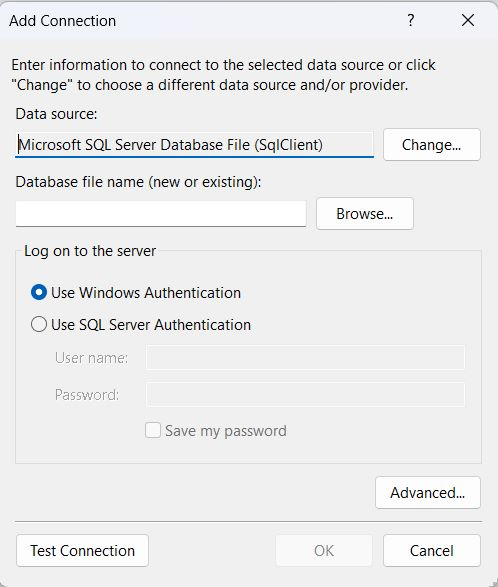 Add Connection
?
Enter information to connect to the selected data source or click
"Change" to choose a different data source and/or provider.
Data source:
Microsoft SQL Server Database File (SqlClient)
Change...
Database file name (new or existing):
Browse...
Log on to the server
Use Windows Authentication
Use SQL Server Authentication
User name:
Password:
Save my password
Advanced...
Test Connection
OK
Cancel